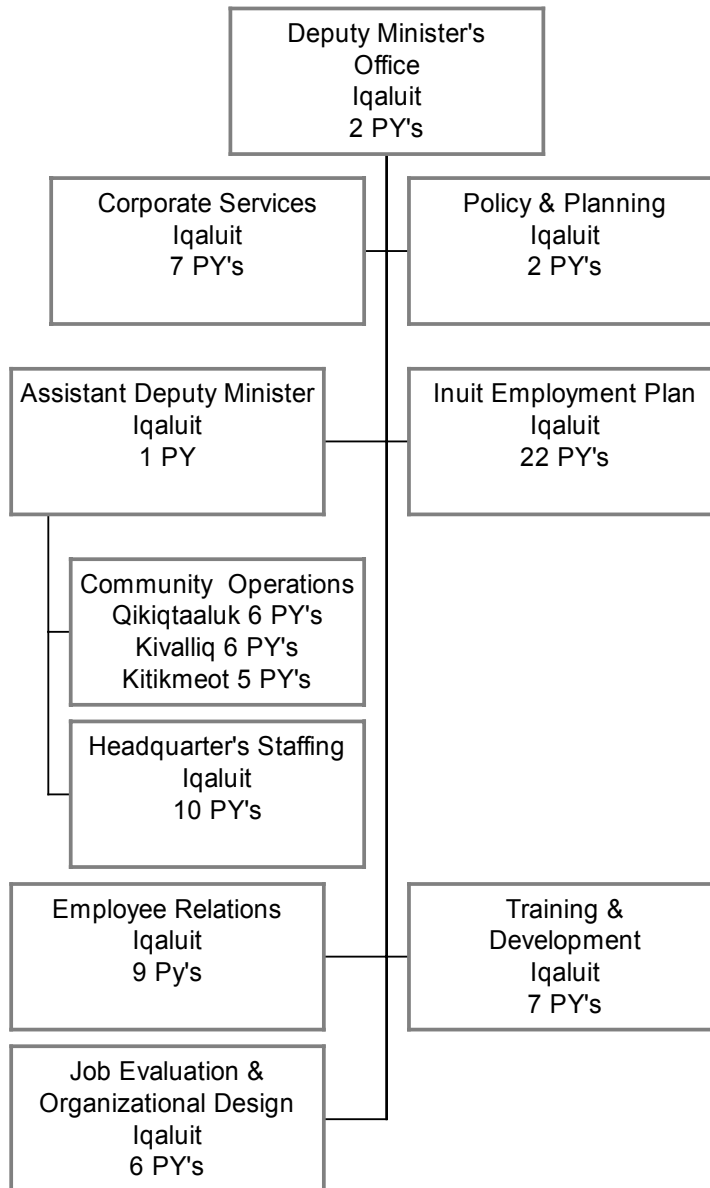 Deputy Minister's
Office
Iqaluit
2 PY's
Corporate Services
Iqaluit
7 PY's
Policy & Planning
Iqaluit
2 PY's
Assistant Deputy Minister
Iqaluit
1 PY
Inuit Employment Plan
Iqaluit
22 PY's
Community Operations
Qikiqtaaluk 6 PY's
Kivalliq 6 PY's
Kitikmeot 5 PY's
Headquarter's Staffing
Iqaluit
10 PY's
Employee Relations
Iqaluit
9 Py's
Training &
Development
Iqaluit
7 PY's
Job Evaluation &
Organizational Design
Iqaluit
6 PY's